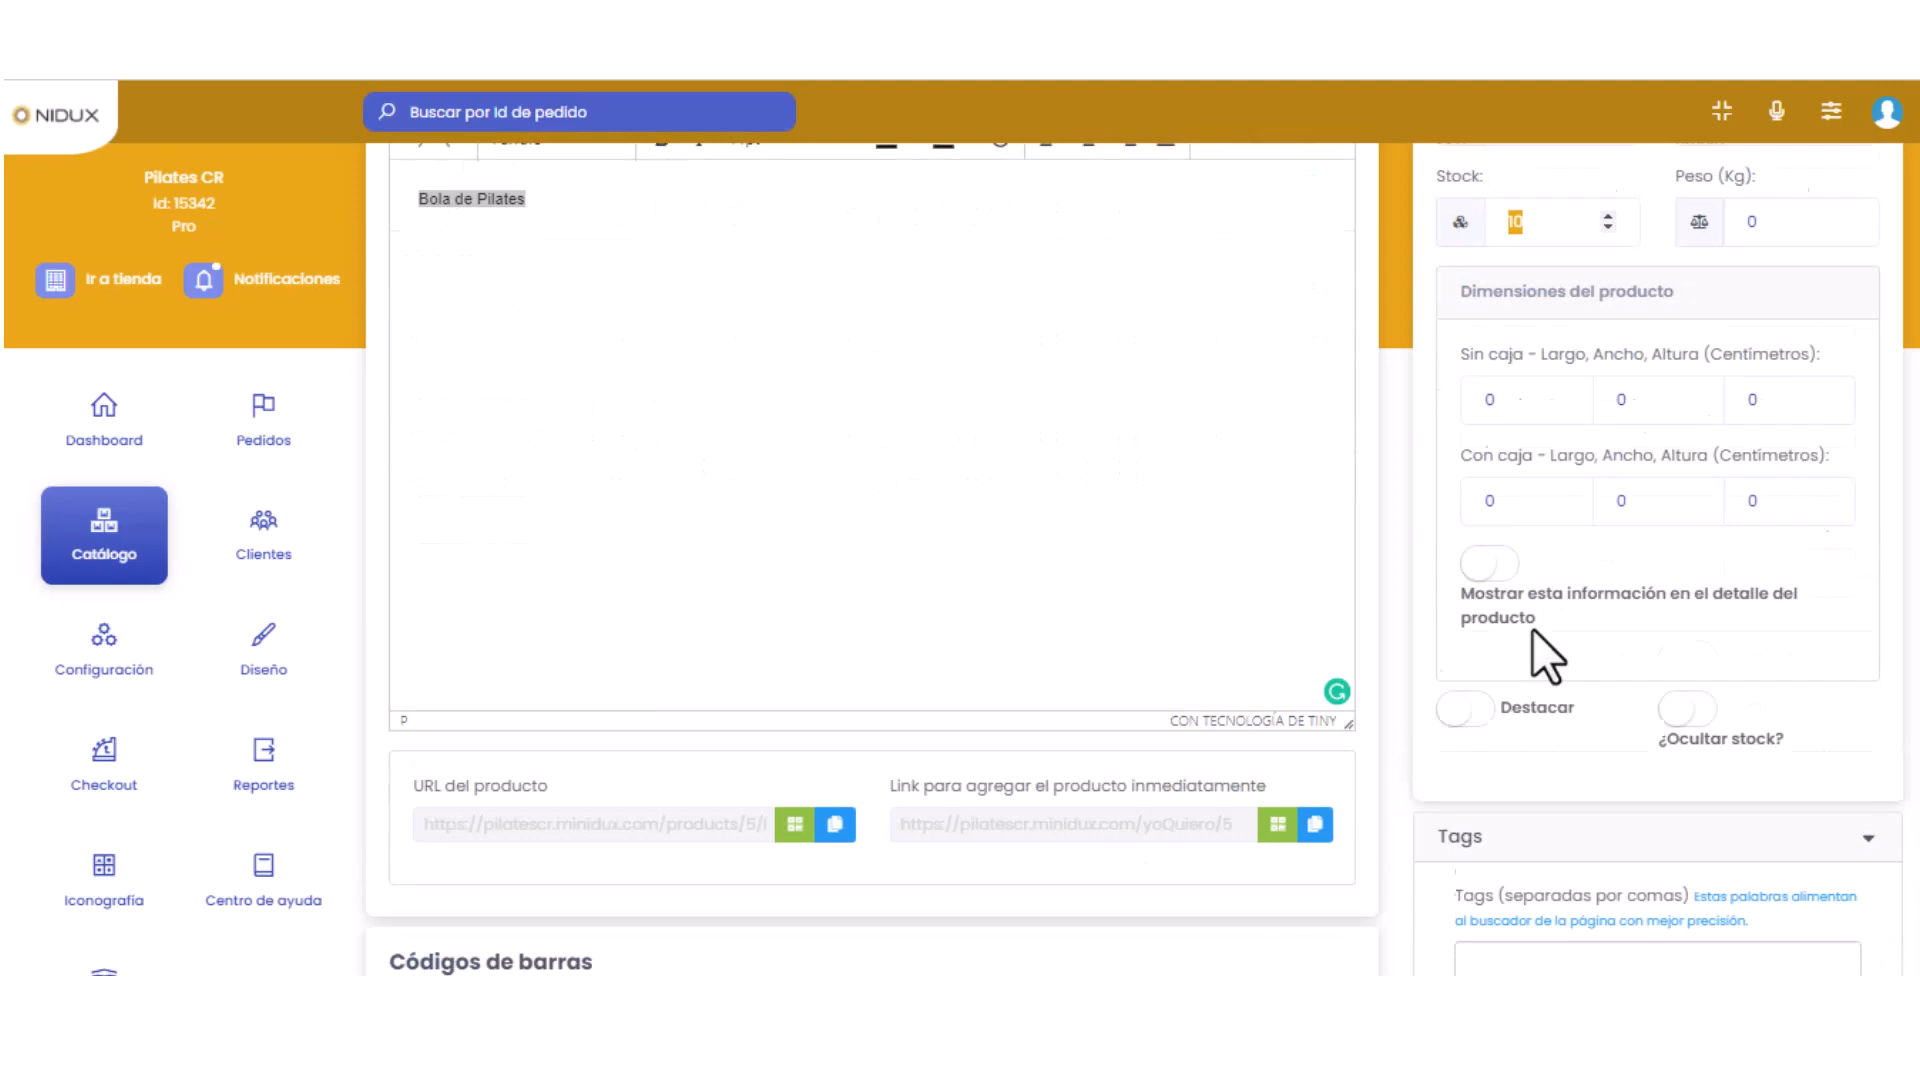 NIDUX
Buscar por Id de pedido
Pilates CR
Id: 15342
Pro
Ir a tienda
Notificaciones
Dashboard
Pedidos
Catálogo
Clientes
Configuración
Diseño
Checkout
Reportes
Iconografía
Centro de ayuda
Bola de Pilates
P
CON TECNOLOGÍA DE TINY
URL del producto
https://pilatescr.minidux.com/products/5/
Link para agregar el producto inmediatamente
https://pilatescr.minidux.com/yoQuiero/5
Códigos de barras
Stock:
Peso (Kg):
10
0
Dimensiones del producto
Sin caja - Largo, Ancho, Altura (Centímetros):
0 0 0
Con caja - Largo, Ancho, Altura (Centímetros):
0 0 0
Mostrar esta información en el detalle del
producto
Destacar
¿Ocultar stock?
Tags
Tags (separadas por comas) Estas palabras alimentan
al buscador de la página con mejor precisión.